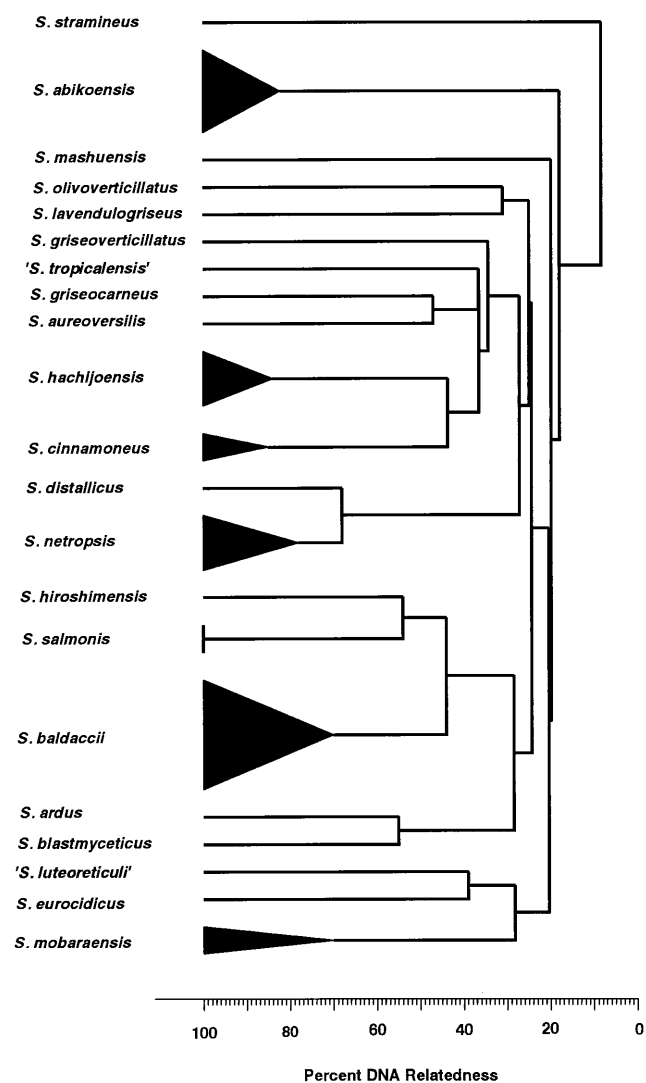 S. stramineus
S. abikoensis
S. mashuensis
S. olivoverticillatus
S. lavendulogriseus
S. griseoverticillatus
'S. tropicalensis'
S. griseocarneus
S. aureoversilis
S. hachijoensis
S. cinnamoneus
S. distallicus
S. netropsis
S. hiroshimensis
S. salmonis
S. baldaccii
S. ardus
S. blastmyceticus
'S. luteoreticuli'
S. eurocidicus
S. mobaraensis
100 80 60 40 20 0
Percent DNA Relatedness